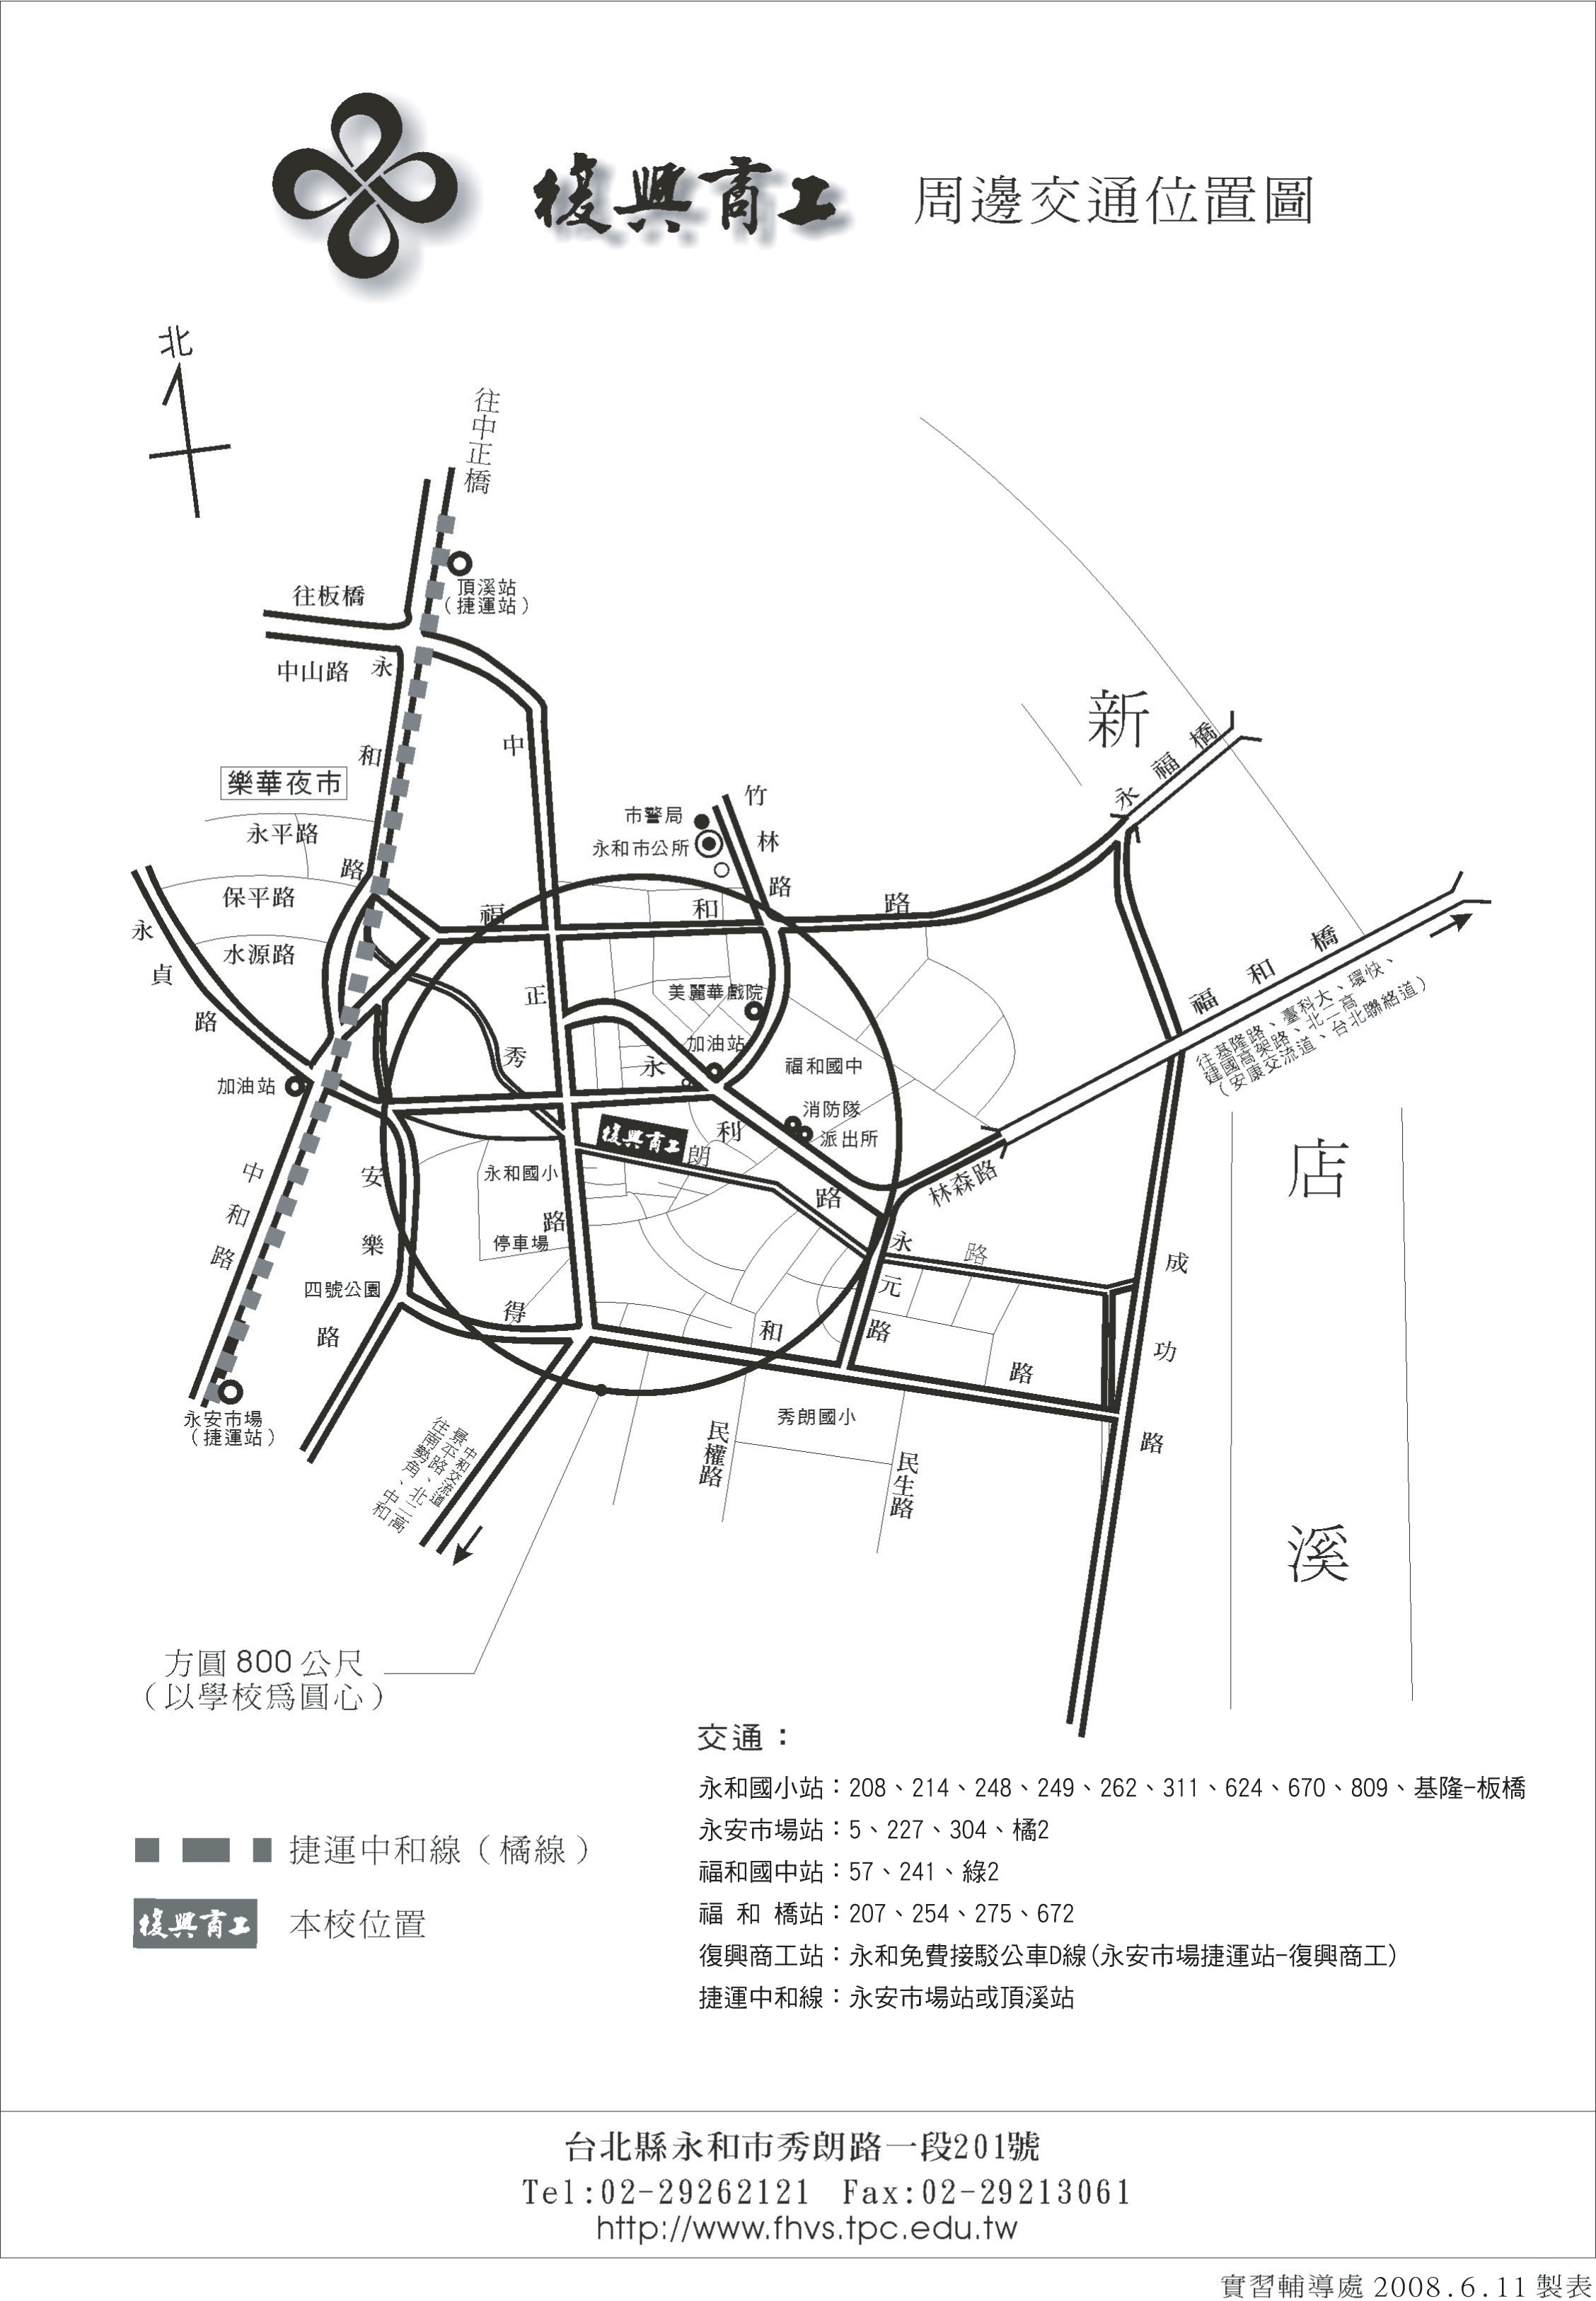 復興商工 周邊交通位置圖
北
往中正橋
頂溪站
（捷運站）
往板橋
中山路
永和路
中正路
樂華夜市
永平路
保平路
水源路
永貞路
市警局
永和市公所
竹林路
福和路
永福橋
新店溪
福和橋
往基隆路、臺科大、環快、
建國高架路、北二高
（安康交流道、台北聯絡道）
美麗華戲院
加油站
福和國中
消防隊
派出所
永利路
秀朗路
復興商工
加油站
永和國小
停車場
中和路
安樂路
四號公園
得和路
林森路
永元路
成功路
永安市場
（捷運站）
秀朗國小
民權路
民生路
中和交流道
景平路、北二高
往南勢角、中和
方圓800公尺
（以學校為圓心）
交通：
永和國小站：208、214、248、249、262、311、624、670、809、基隆-板橋
永安市場站：5、227、304、橘2
福和國中站：57、241、綠2
福 和 橋站：207、254、275、672
復興商工站：永和免費接駁公車D線(永安市場捷運站-復興商工)
捷運中和線：永安市場站或頂溪站
捷運中和線（橘線）
復興商工 本校位置
台北縣永和市秀朗路一段201號
Tel:02-29262121 Fax:02-29213061
http://www.fhvs.tpc.edu.tw
實習輔導處 2008.6.11 製表